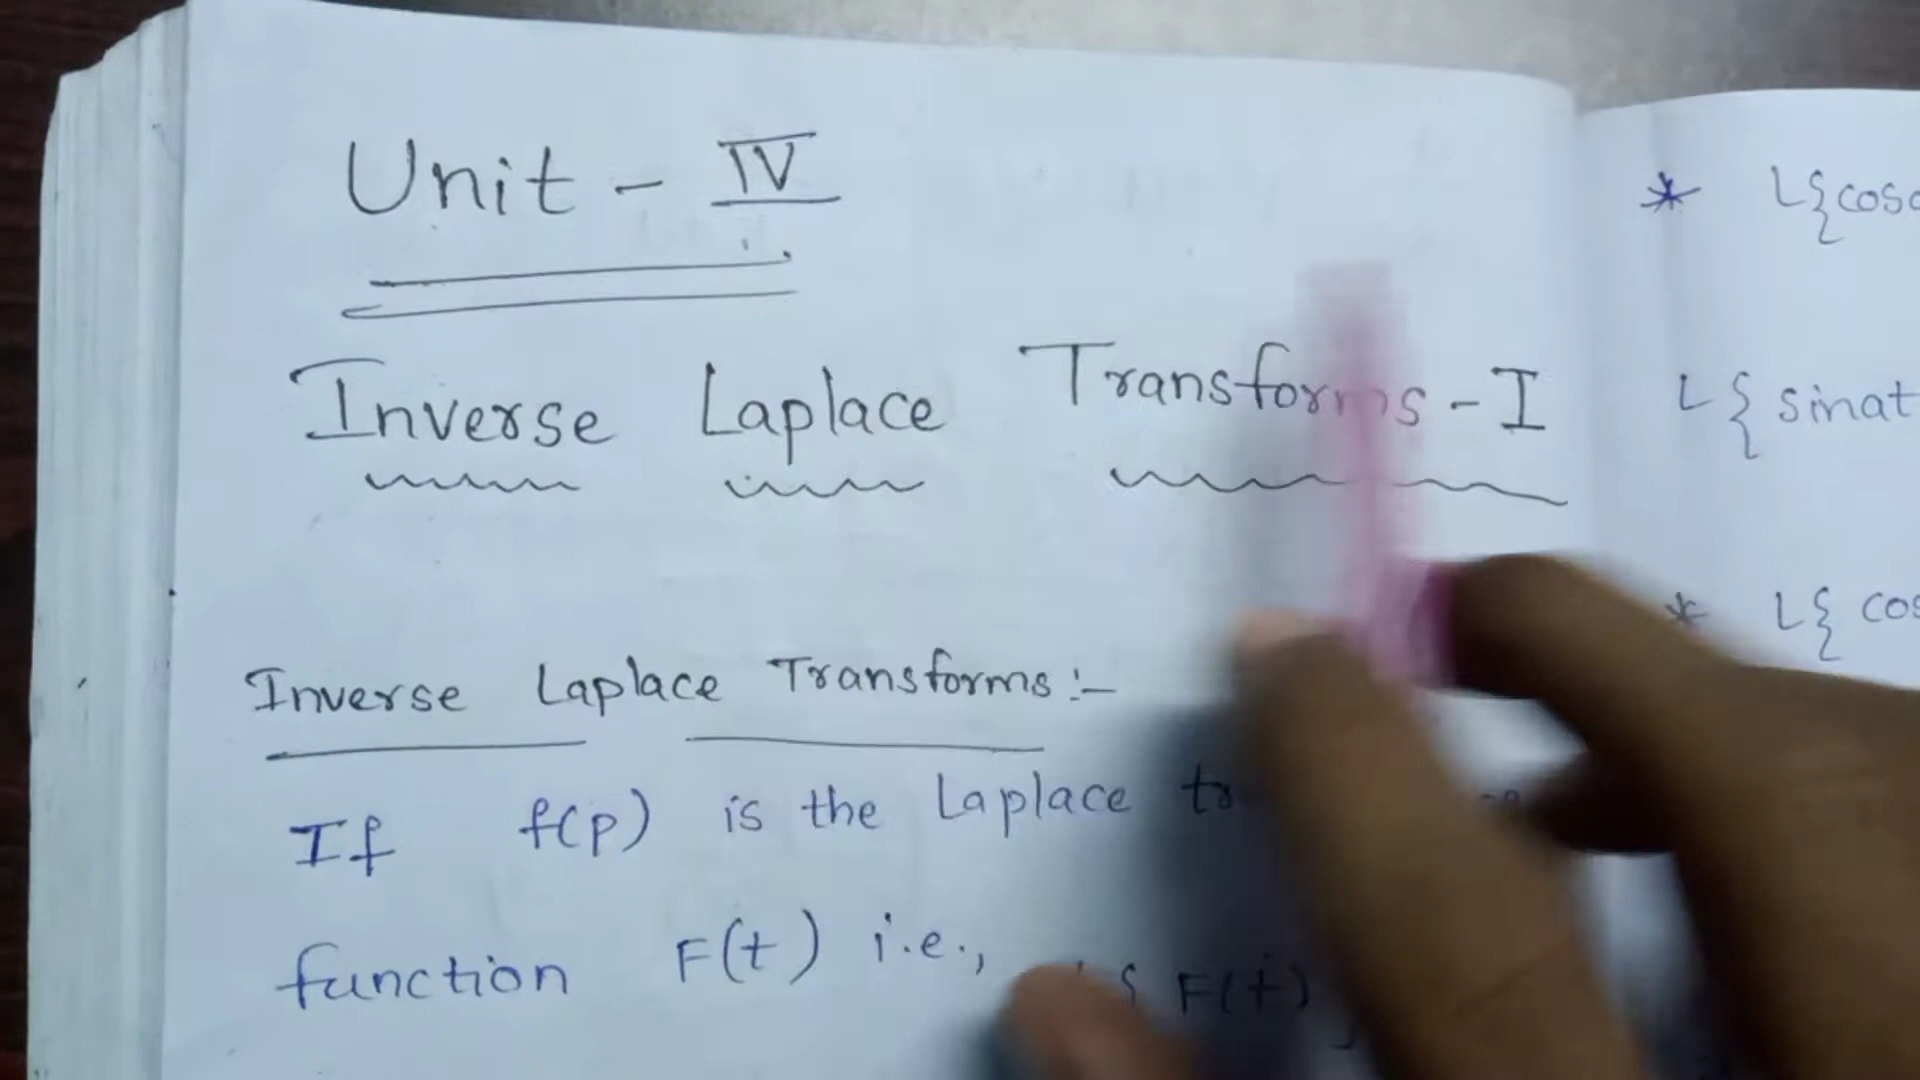 Unit - IV
Inverse Laplace Transforms - I
Inverse Laplace Transforms :-
If f(p) is the Laplace
function F(t) i.e., F(t)
* L{cos
L{sinat
* L{cos